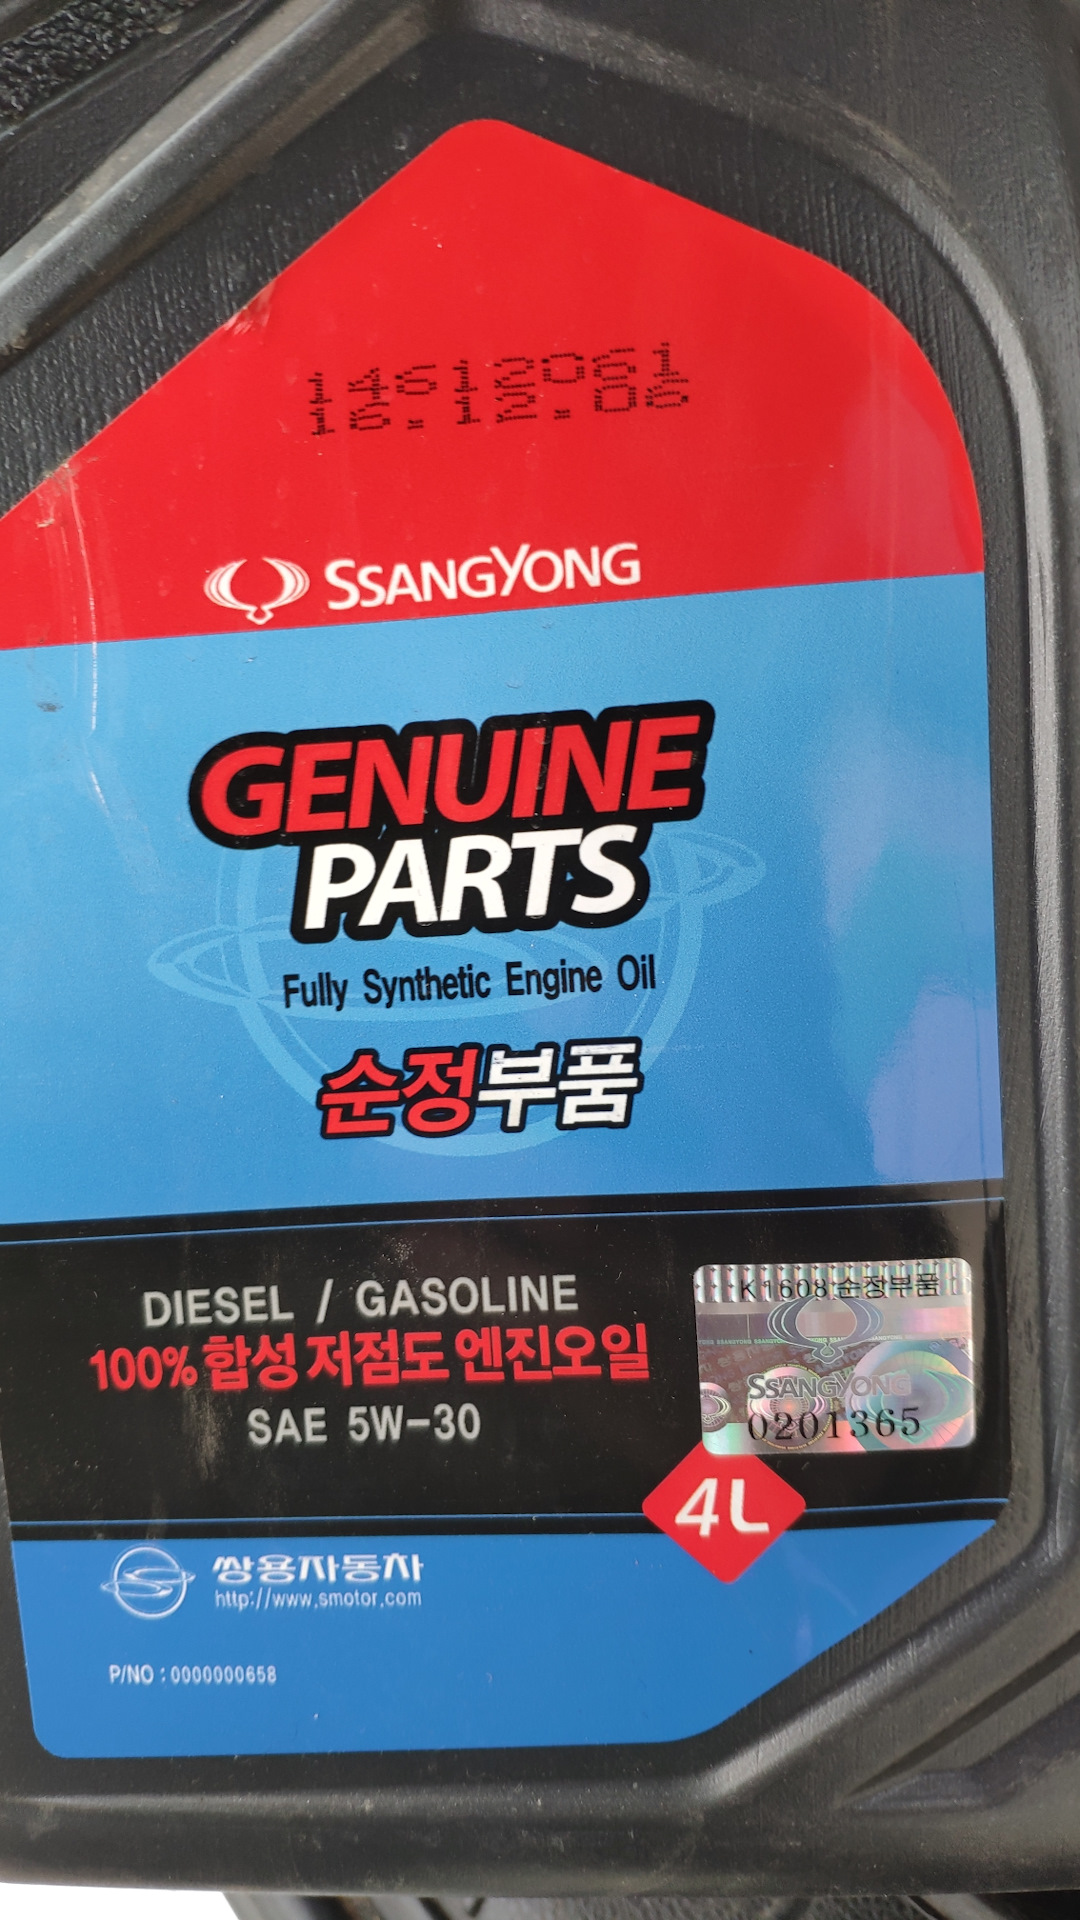 14612061
16.12.06
SSANGYONG
GENUINE
PARTS
Fully Synthetic Engine Oil
순정부품
DIESEL / GASOLINE
100% 합성 저점도 엔진오일
SAE 5W-30
K1608 순정부품
SSANGYONG
0201365
4L
쌍용자동차
http://www.smotor.com
P/NO : 0000000658